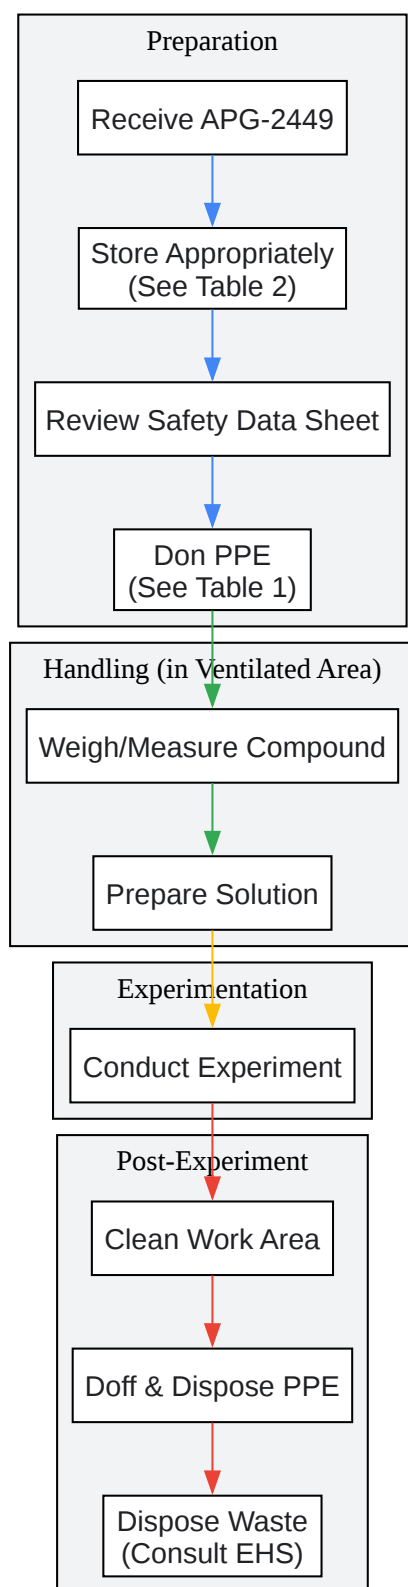 Preparation
Receive APG-2449
Store Appropriately
(See Table 2)
Review Safety Data Sheet
Don PPE
(See Table 1)
Handling (in Ventilated Area)
Weigh/Measure Compound
Prepare Solution
Experimentation
Conduct Experiment
Post-Experiment
Clean Work Area
Doff & Dispose PPE
Dispose Waste
(Consult EHS)